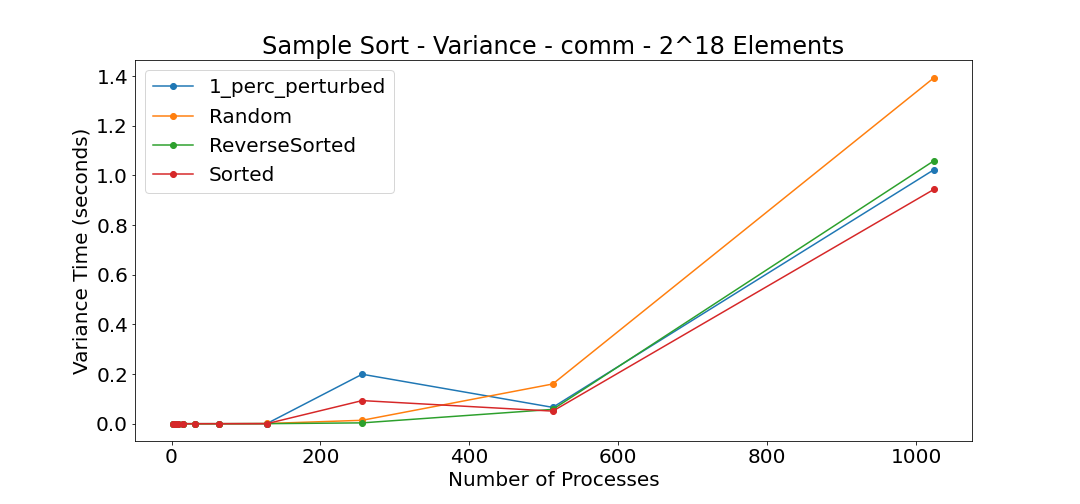 Sample Sort - Variance - comm - 2^18 Elements
1_perc_perturbed
Random
ReverseSorted
Sorted
Variance Time (seconds)
1.4
1.2
1.0
0.8
0.6
0.4
0.2
0.0
0 200 400 600 800 1000
Number of Processes